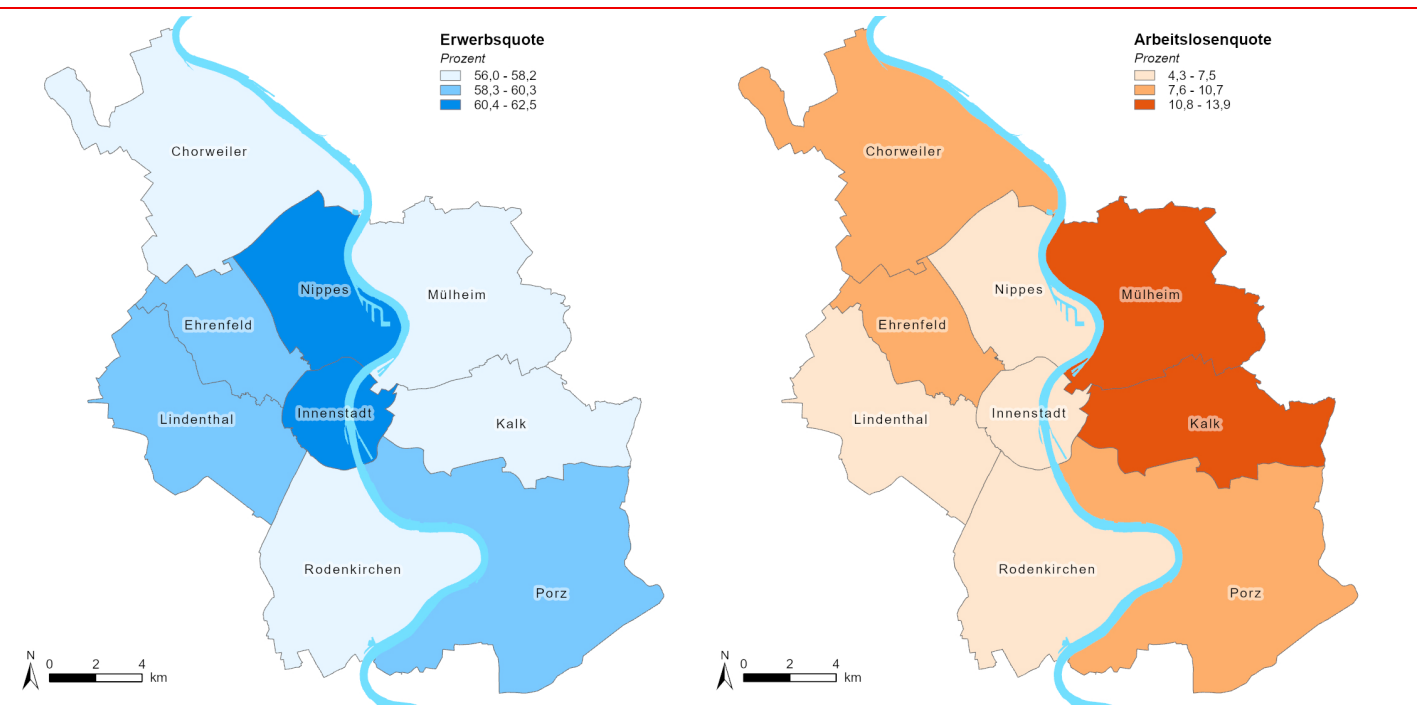 Erwerbsquote
Prozent
56,0 - 58,2
58,3 - 60,3
60,4 - 62,5
Chorweiler
Nippes
Mülheim
Ehrenfeld
Lindenthal
Innenstadt
Kalk
Rodenkirchen
Porz
N
0 2 4
km
Arbeitslosenquote
Prozent
4,3 - 7,5
7,6 - 10,7
10,8 - 13,9
Chorweiler
Nippes
Mülheim
Ehrenfeld
Lindenthal
Innenstadt
Kalk
Rodenkirchen
Porz
N
0 2 4
km